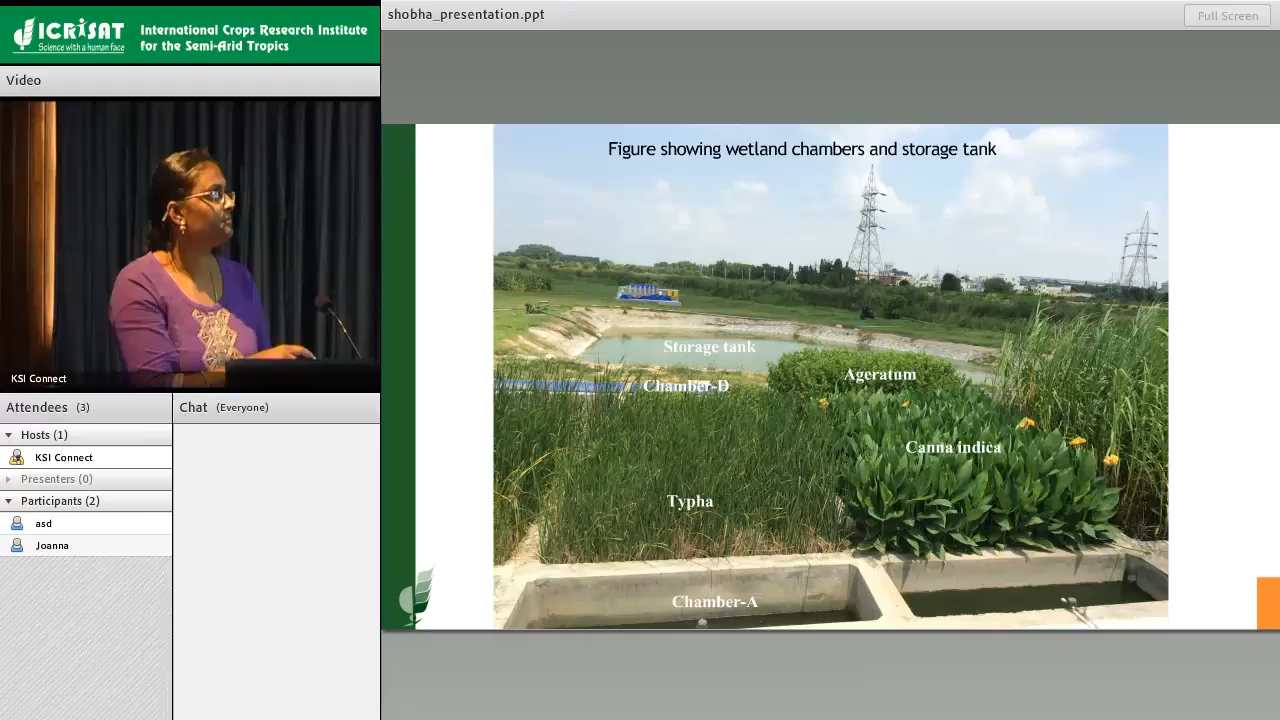 ICRISAT
Science with a human face
International Crops Research Institute
for the Semi-Arid Tropics
shobha_presentation.ppt
Full Screen
Video
KSI Connect
Attendees (3)
Chat (Everyone)
Hosts (1)
KSI Connect
Presenters (0)
Participants (2)
asd
Joanna
Figure showing wetland chambers and storage tank
Storage tank
Chamber-D
Ageratum
Canna indica
Typha
Chamber-A